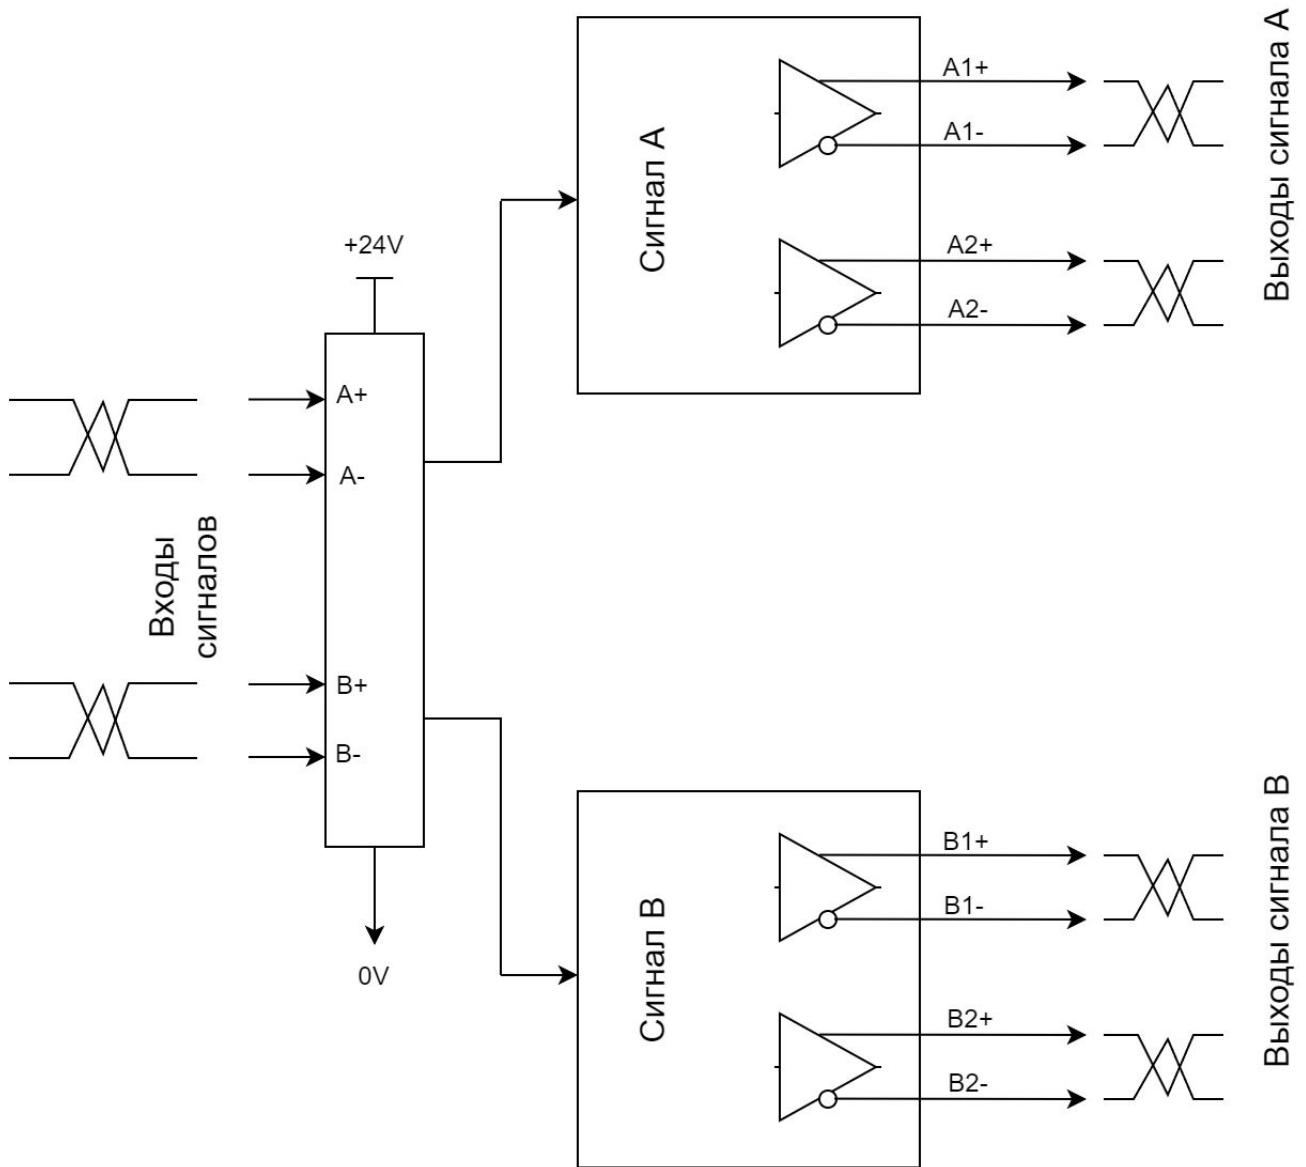 Выходы сигнала A
A1+
A1-
Сигнал A
A2+
A2-
+24V
A+
A-
Входы
сигналов
B+
B-
0V
Выходы сигнала B
B1+
B1-
Сигнал B
B2+
B2-